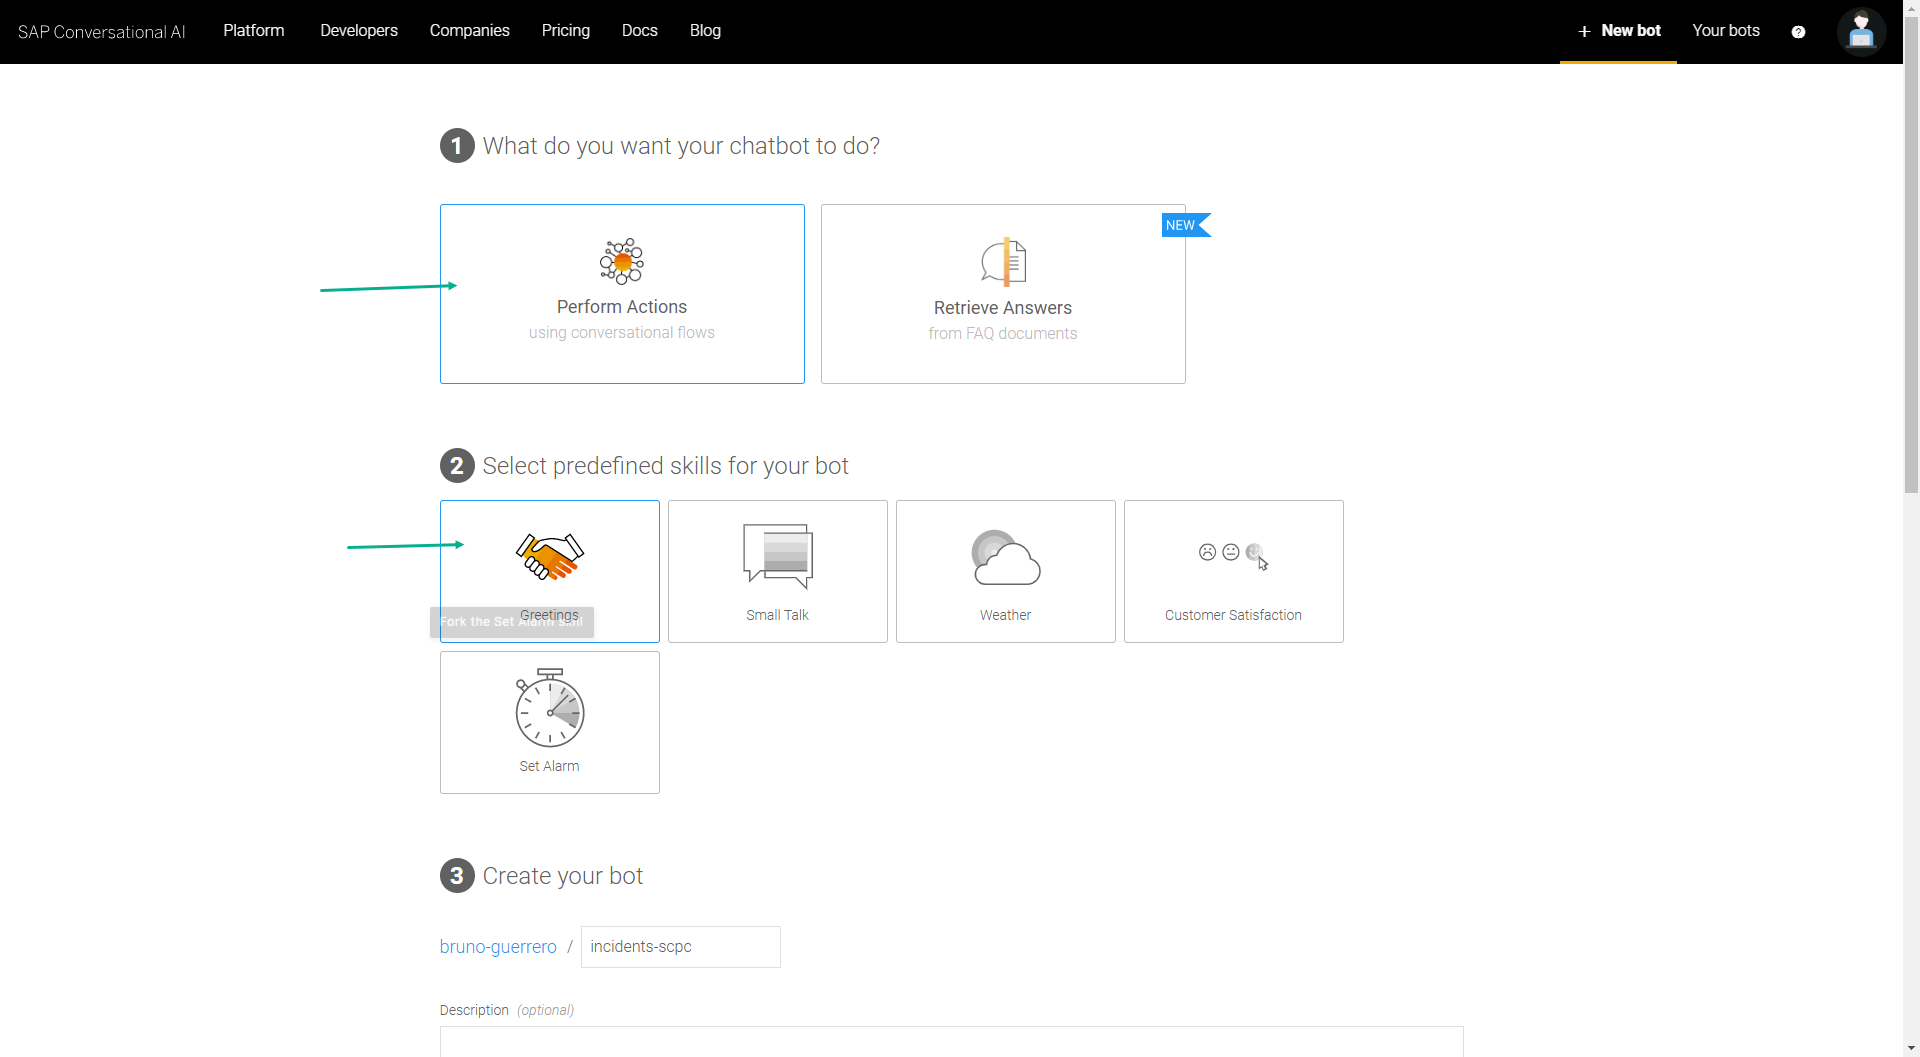 SAP Conversational AI Platform Developers Companies Pricing Docs Blog + New bot Your bots ?
1 What do you want your chatbot to do?
NEW
Perform Actions
using conversational flows
Retrieve Answers
from FAQ documents
2 Select predefined skills for your bot
Greetings
Fork the Set Alarm skill
Small Talk
Weather
Customer Satisfaction
Set Alarm
3 Create your bot
bruno-guerrero / incidents-scpc
Description (optional)